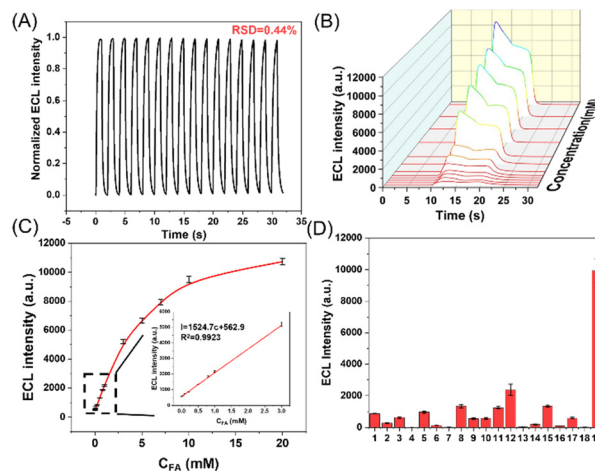 (A)
RSD=0.44%
Normalized ECL intensity
1.0
0.8
0.6
0.4
0.2
0.0
-5 0 5 10 15 20 25 30 35
Time (s)
(B)
ECL intensity (a.u.)
12000
10000
8000
6000
4000
2000
0
0 5 10 15 20 25 30
Time (s)
Concentration(mM)
(C)
ECL intensity (a.u.)
12000
10000
8000
6000
4000
2000
0
0 5 10 15 20
C_FA (mM)
I=1524.7c+562.9
R²=0.9923
ECL intensity (a.u.)
6000
5000
4000
3000
2000
1000
0
0.0 0.5 1.0 1.5 2.0 2.5 3.0
C_FA (mM)
(D)
ECL Intensity (a.u.)
12000
10000
8000
6000
4000
2000
0
1 2 3 4 5 6 7 8 9 10 11 12 13 14 15 16 17 18